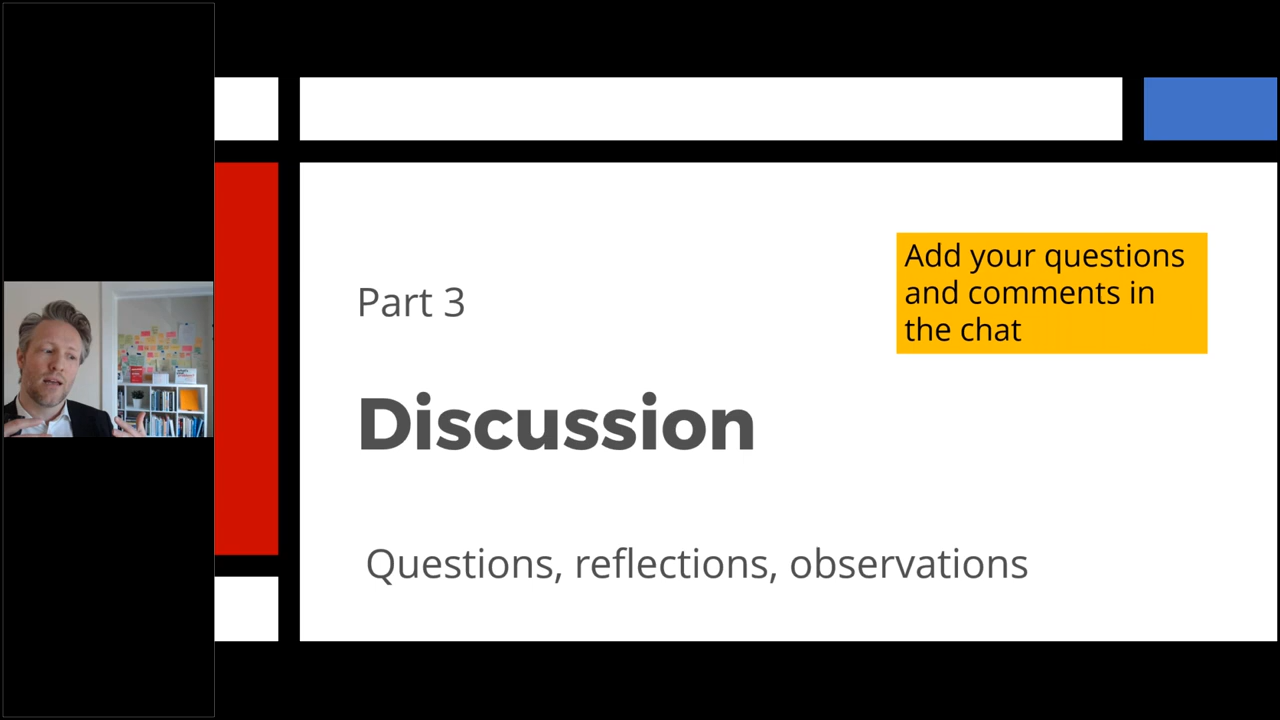 Part 3
Add your questions
and comments in
the chat
Discussion
Questions, reflections, observations